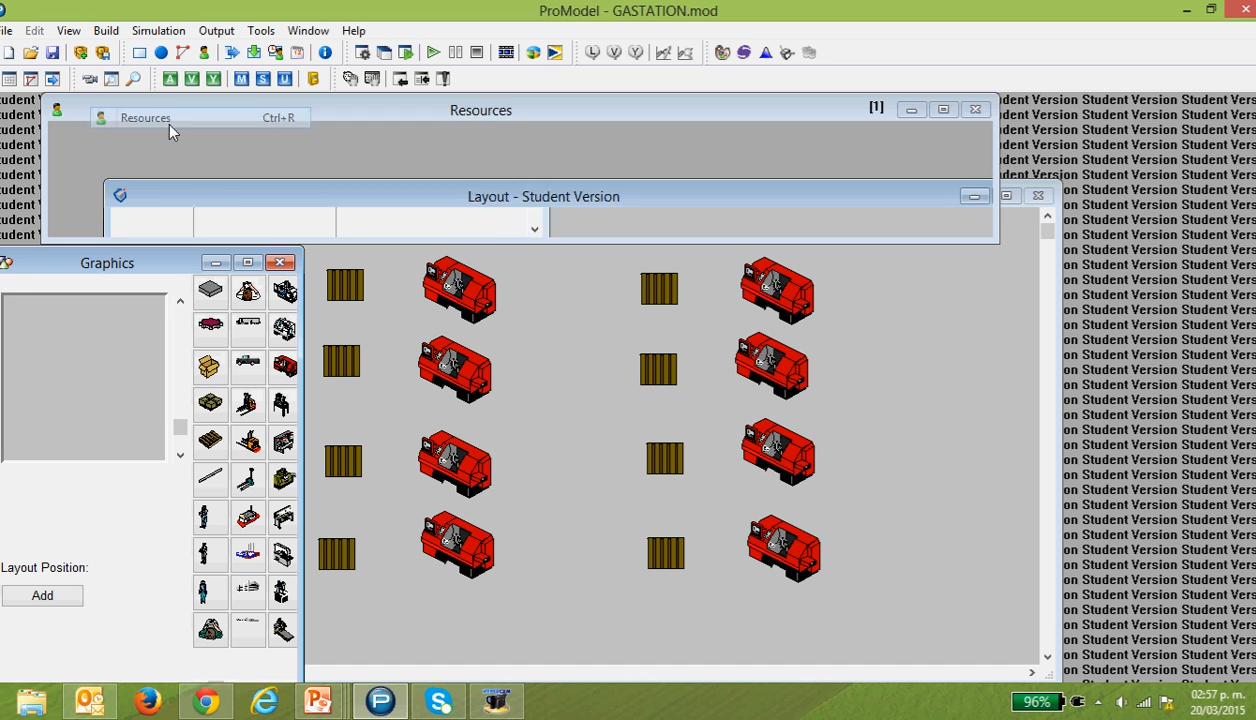 ProModel - GASTATION.mod
File Edit View Build Simulation Output Tools Window Help
Resources [1]
Resources Ctrl+R
Layout - Student Version
Graphics
Layout Position:
Add
Student Version Student Version Student Version
96%
02:57 p. m.
20/03/2015